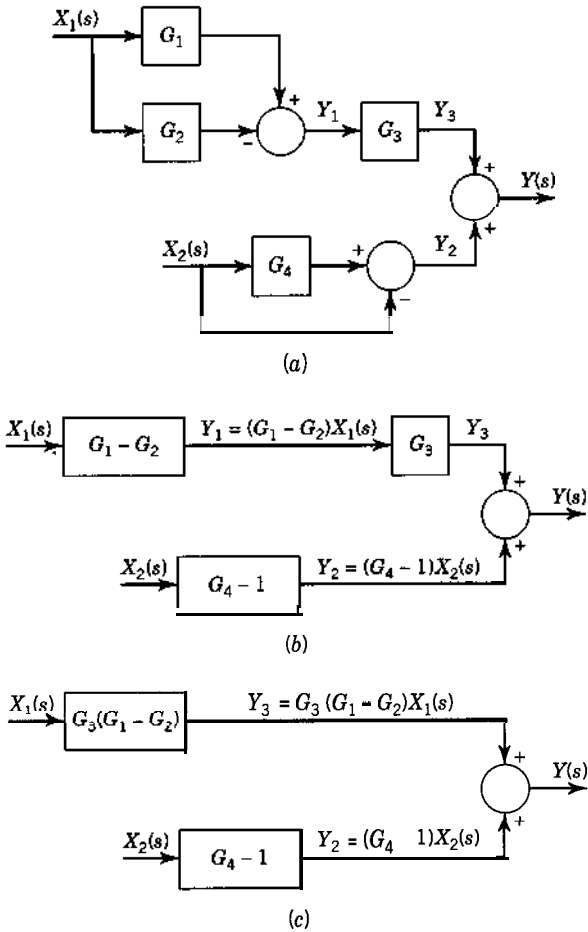 X₁(s)
G₁
+
G₂
−
Y₁
G₃
Y₃
+
Y(s)
+
X₂(s)
G₄
+
Y₂
−
(a)
X₁(s)
G₁ − G₂
Y₁ = (G₁ − G₂)X₁(s)
G₃
Y₃
+
Y(s)
+
X₂(s)
G₄ − 1
Y₂ = (G₄ − 1)X₂(s)
(b)
X₁(s)
G₃(G₁ − G₂)
Y₃ = G₃ (G₁ − G₂)X₁(s)
+
Y(s)
+
X₂(s)
G₄ − 1
Y₂ = (G₄ 1)X₂(s)
(c)